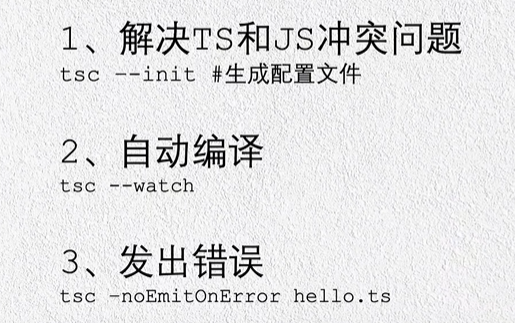 1、解决TS和JS冲突问题
tsc --init #生成配置文件
2、自动编译
tsc --watch
3、发出错误
tsc -noEmitOnError hello.ts